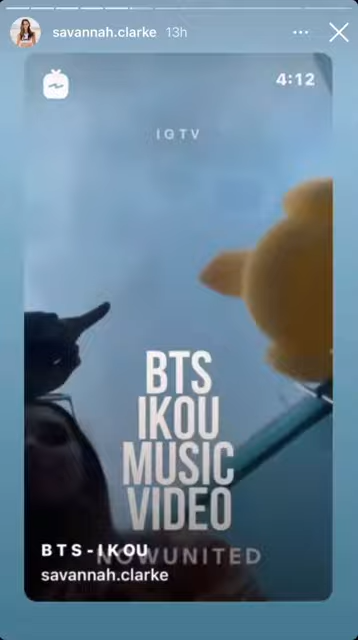 savannah.clarke 13h
4:12
IGTV
BTS
IKOU
MUSIC
VIDEO
NOWUNITED
BTS-IKOU
savannah.clarke